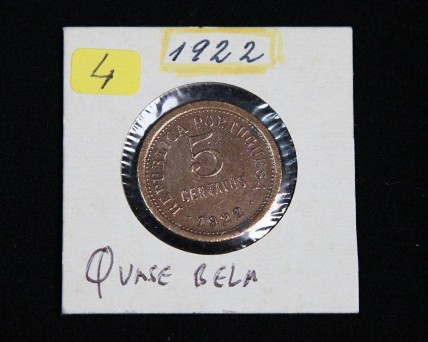 1922
4
REPUBLICA PORTUGUESA
5
CENTAVOS
1922
QUASE BELA